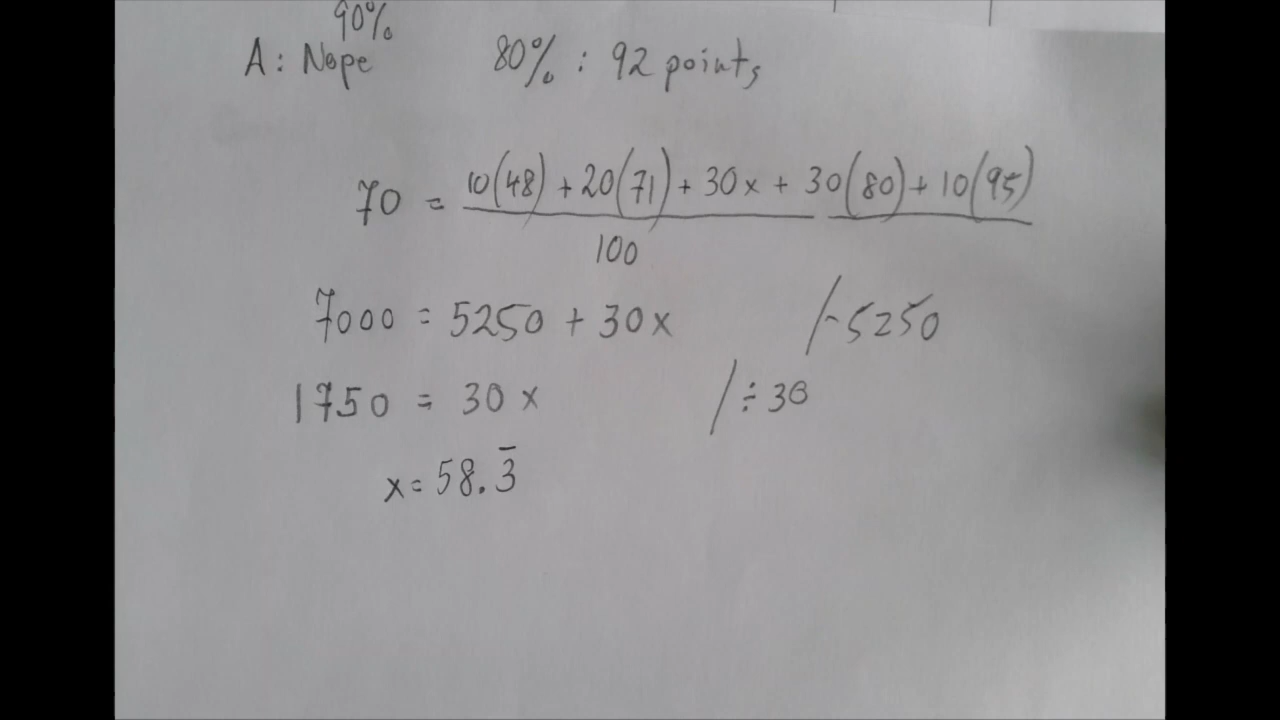 90%
A: Nope 80% : 92 points
70 = 10(48) + 20(71) + 30x + 30(80) + 10(95)
100
7000 = 5250 + 30x /-5250
1750 = 30x /÷30
x = 58.3̅